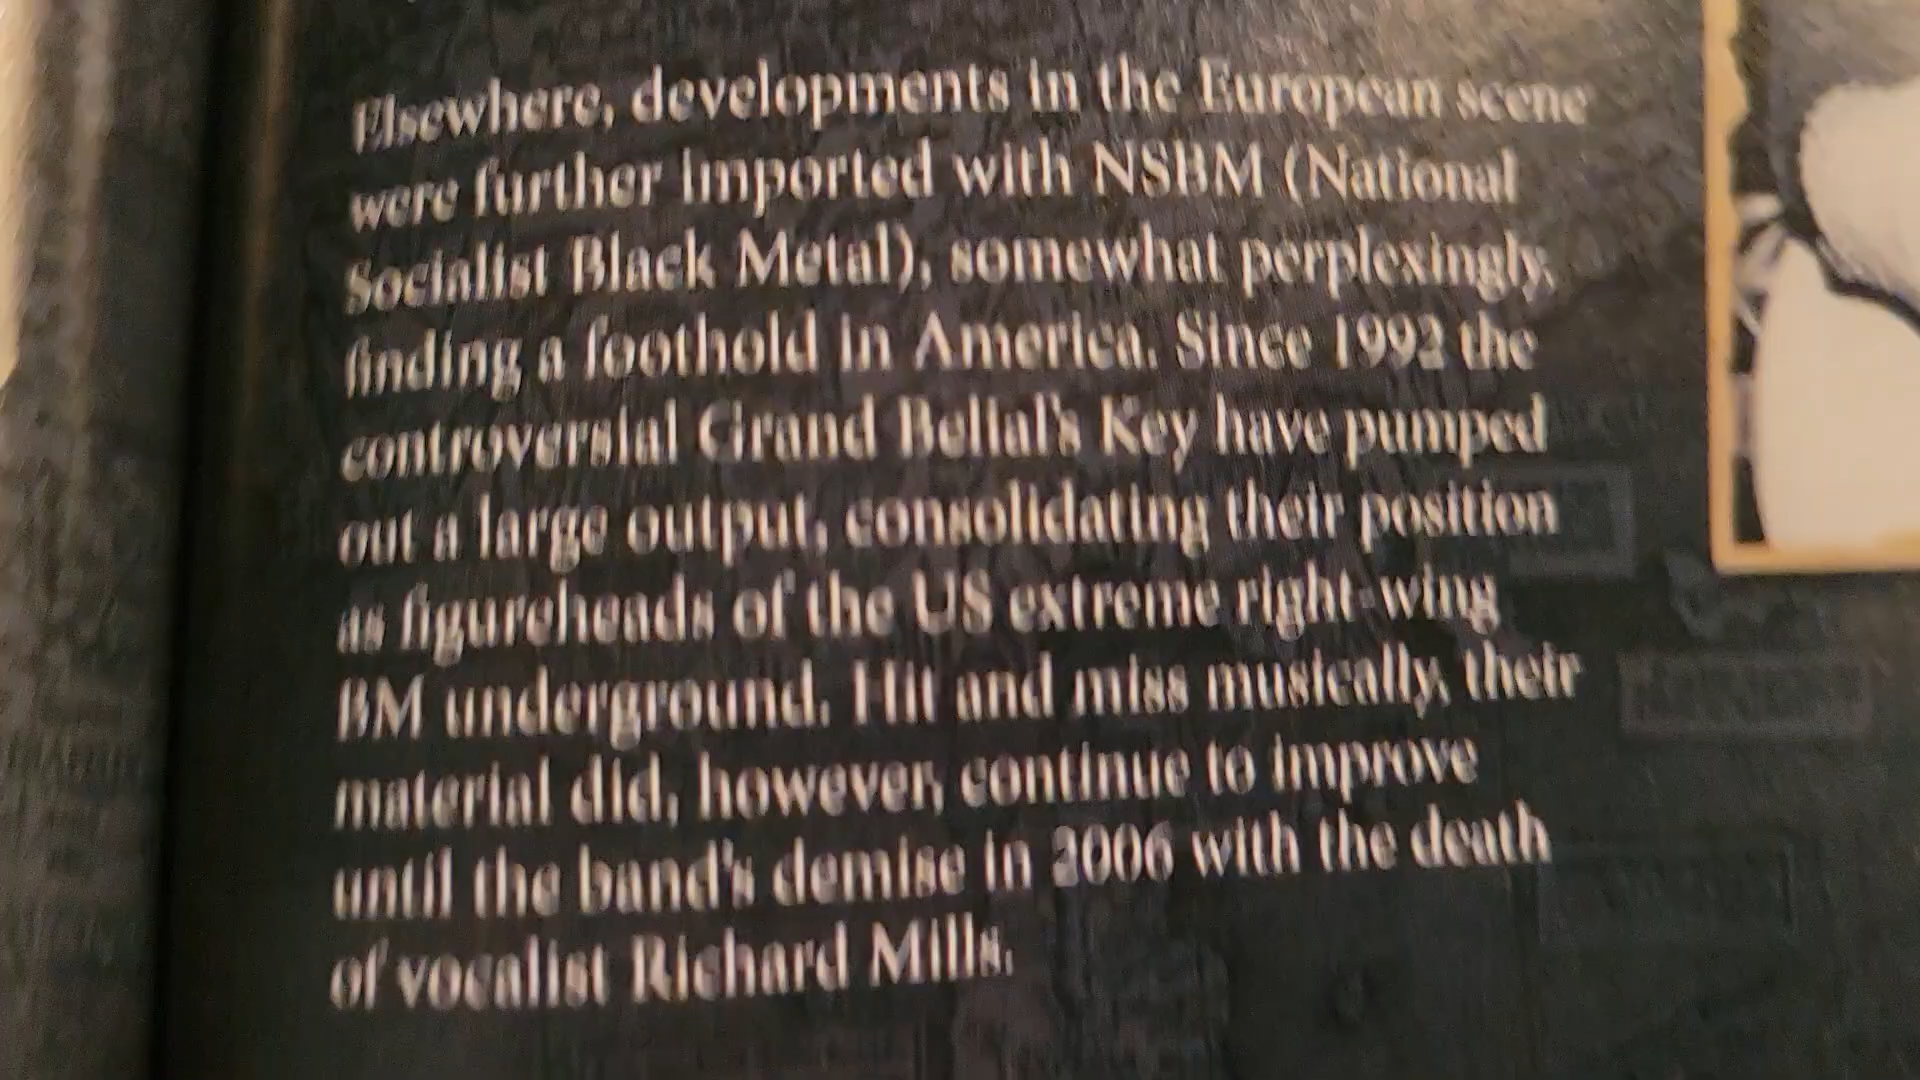 Elsewhere, developments in the European scene
were further imported with NSBM (National
Socialist Black Metal), somewhat perplexingly,
finding a foothold in America. Since 1992 the
controversial Grand Belial's Key have pumped
out a large output, consolidating their position
as figureheads of the US extreme right-wing
BM underground. Hit and miss musically, their
material did, however, continue to improve
until the band's demise in 2006 with the death
of vocalist Richard Mills.